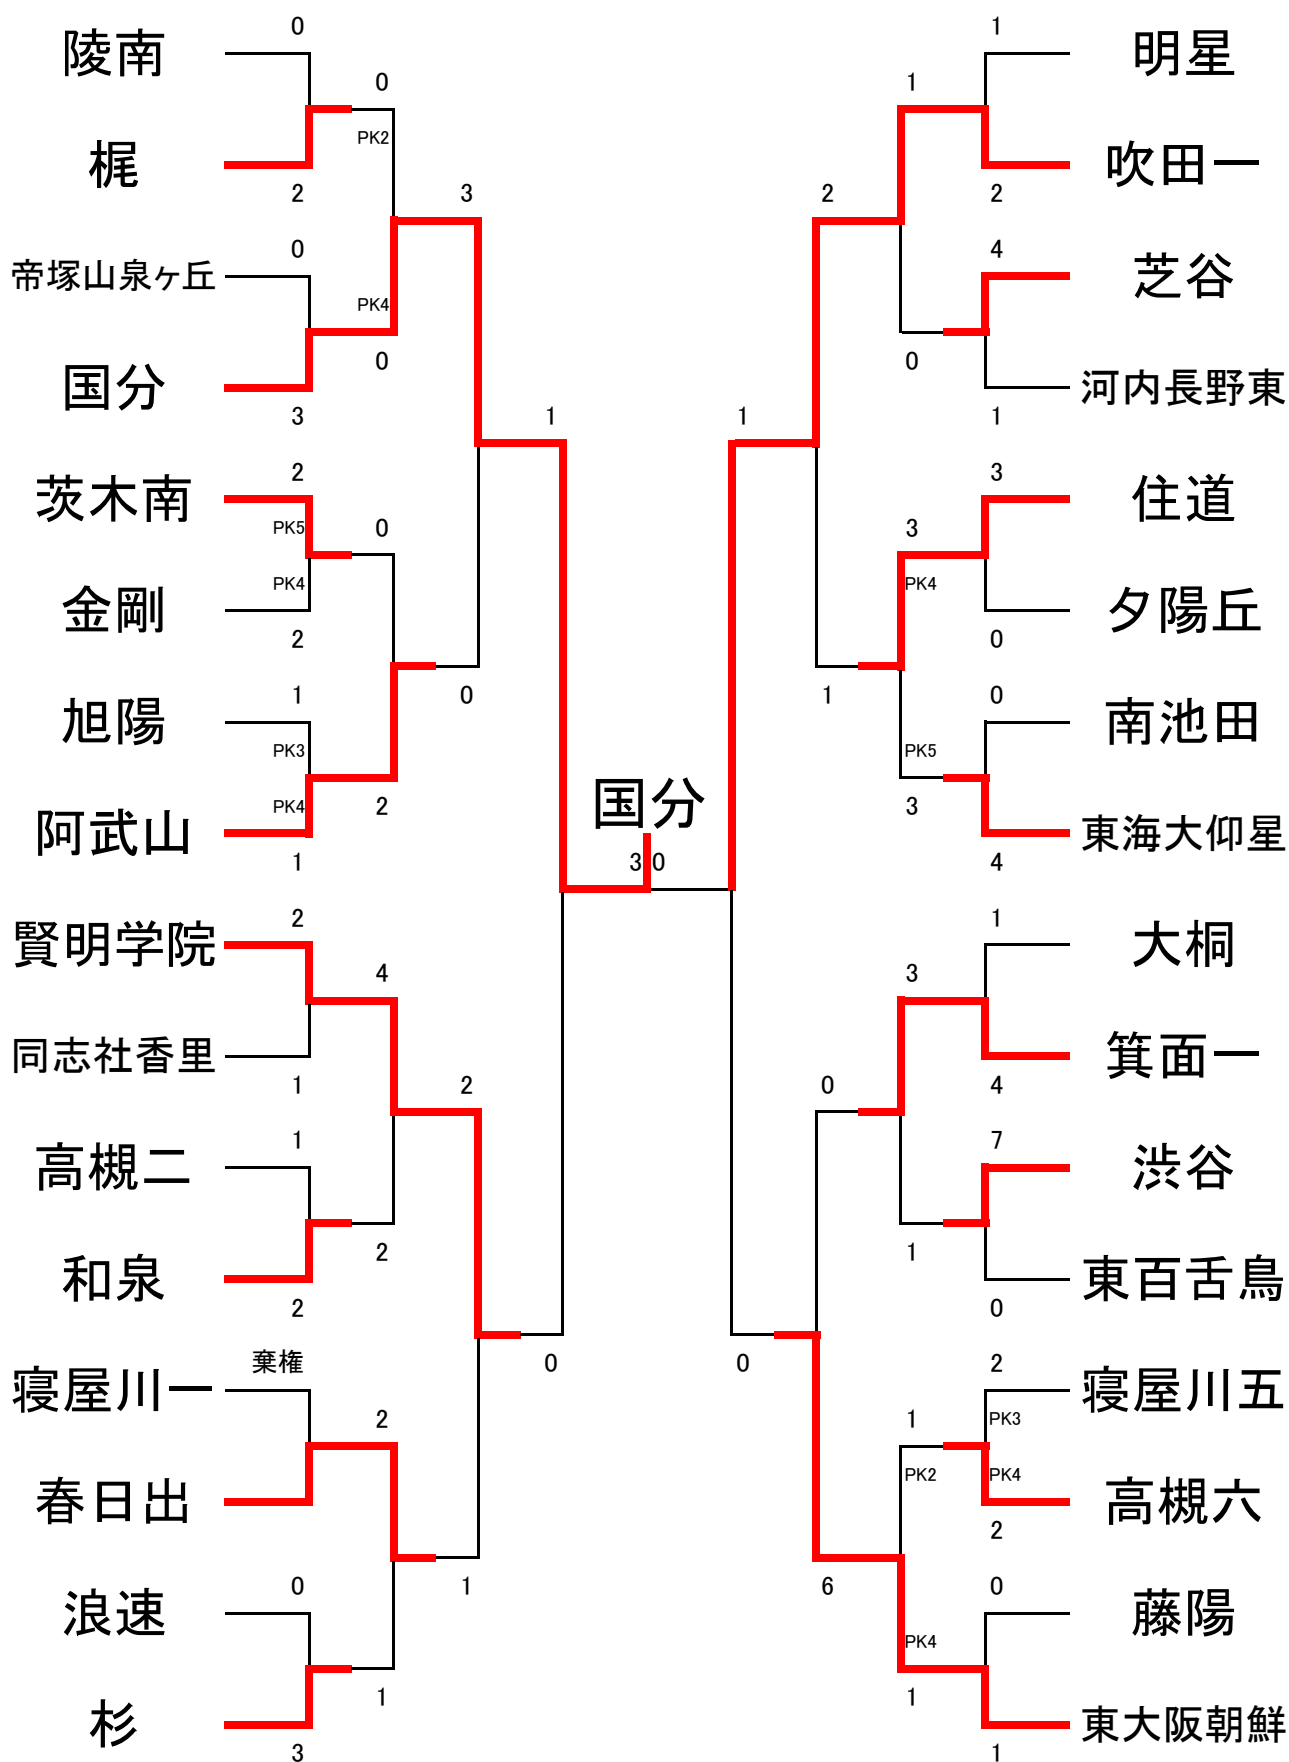 陵南
0
0
PK2
梶
2
3
帝塚山泉ヶ丘
0
PK4
0
国分
3
1
茨木南
2
PK5
0
PK4
金剛
2
旭陽
1
0
PK3
PK4
2
阿武山
1
賢明学院
2
4
同志社香里
1
2
高槻二
1
和泉
2
2
寝屋川一
棄権
0
2
春日出
浪速
0
1
杉
1
3
国分
3 0
1
明星
1
吹田一
2
2
4
芝谷
0
河内長野東
1
1
3
住道
3
PK4
夕陽丘
0
1
0
南池田
PK5
3
東海大仰星
4
1
大桐
3
箕面一
0
4
7
渋谷
1
東百舌鳥
0
0
2
寝屋川五
1
PK3
PK2
PK4
高槻六
2
6
0
藤陽
PK4
1
東大阪朝鮮
1